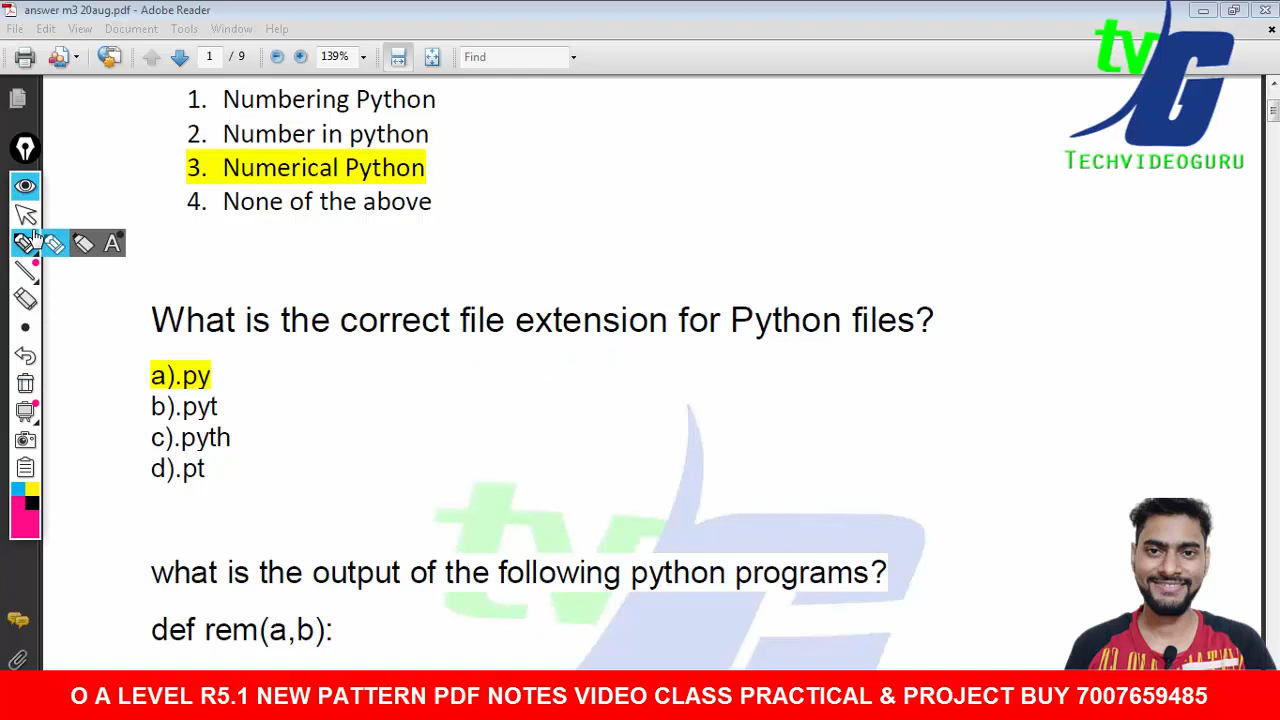 answer m3 20aug.pdf - Adobe Reader
File Edit View Document Tools Window Help
1 / 9 139% Find
tv G
TECHVIDEOGURU
1. Numbering Python
2. Number in python
3. Numerical Python
4. None of the above
A
What is the correct file extension for Python files?
a).py
b).pyt
c).pyth
d).pt
what is the output of the following python programs?
def rem(a,b):
O A LEVEL R5.1 NEW PATTERN PDF NOTES VIDEO CLASS PRACTICAL & PROJECT BUY 7007659485